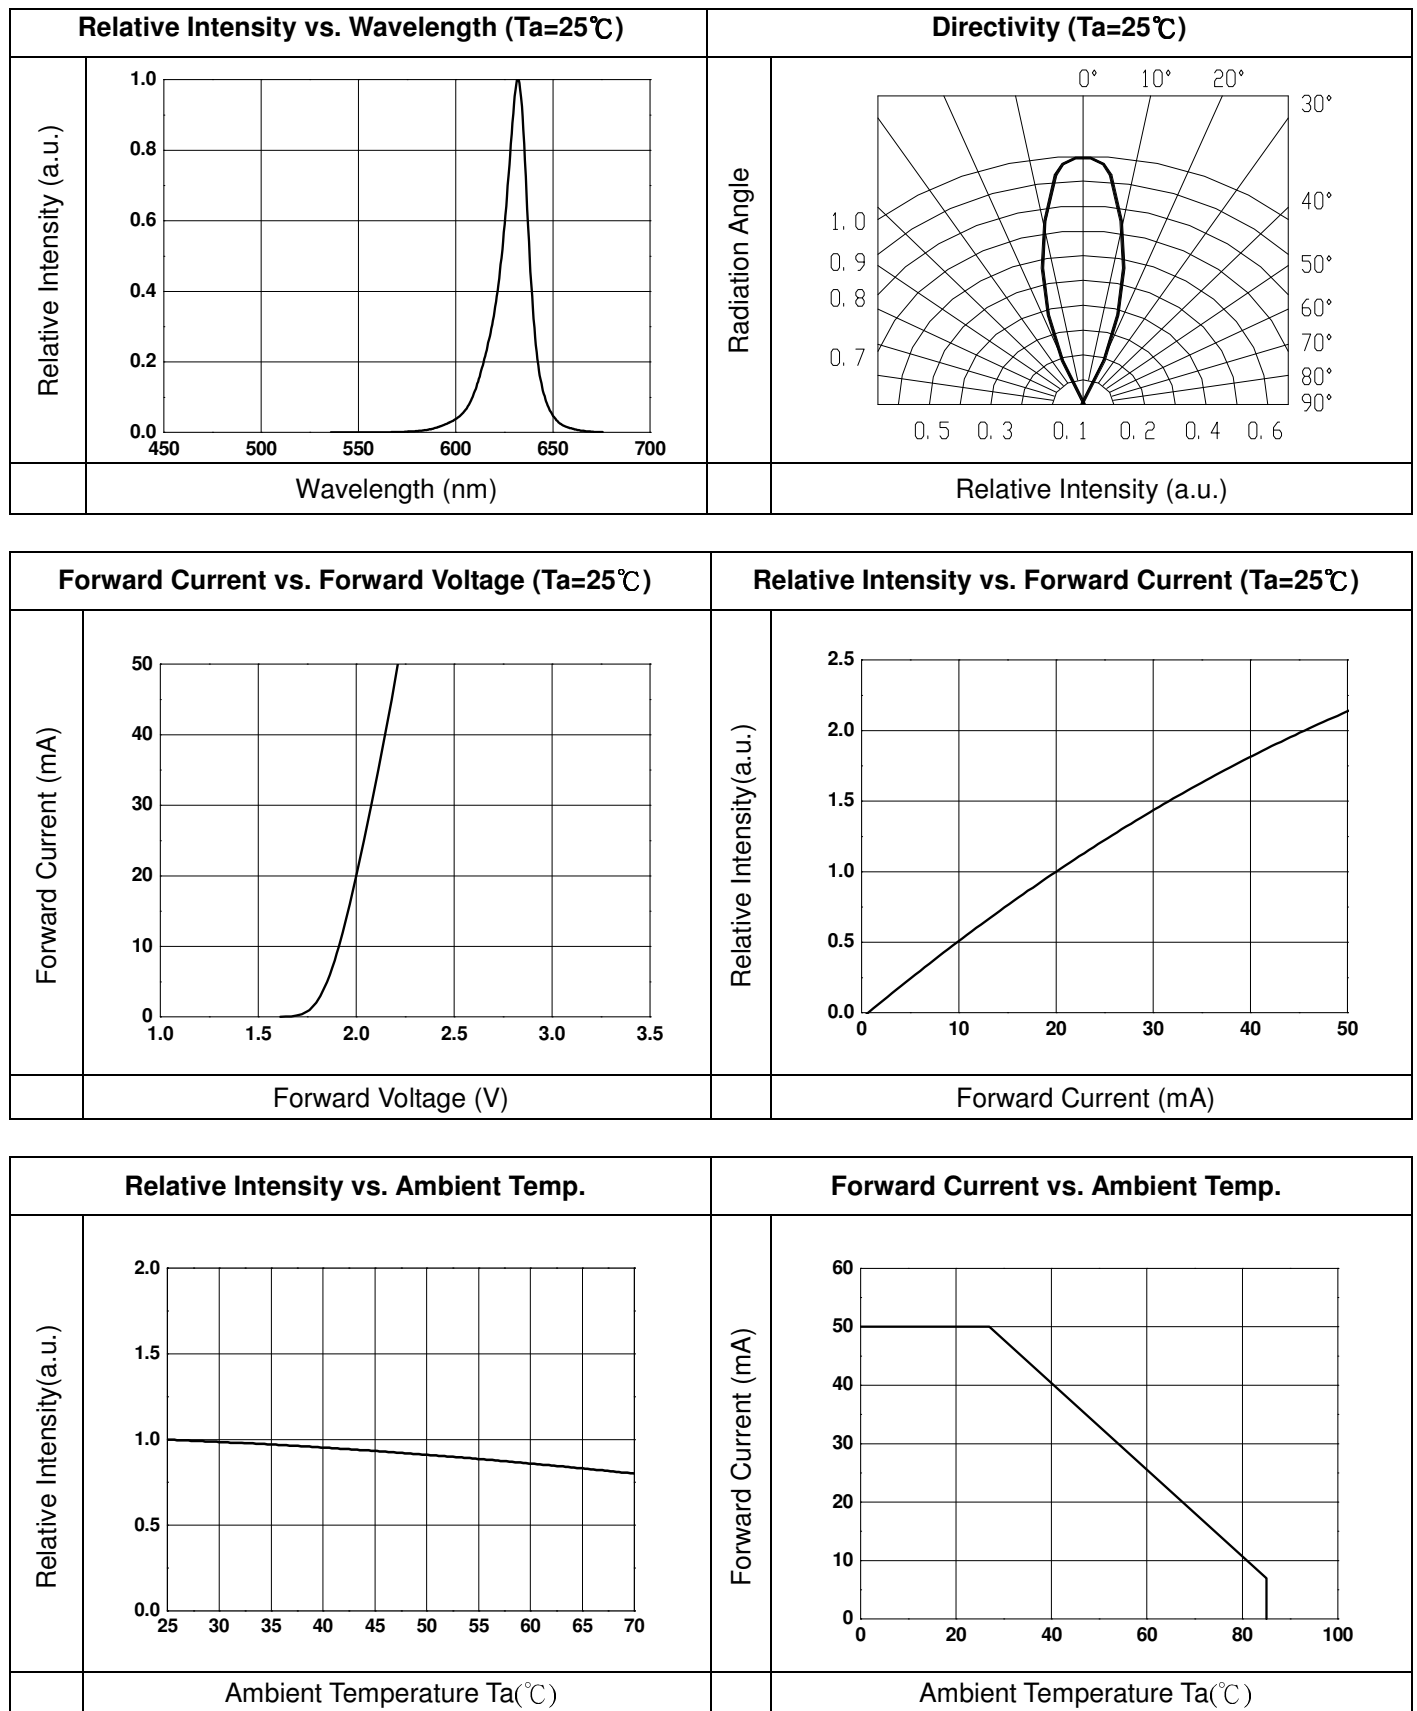 Relative Intensity vs. Wavelength (Ta=25℃)
Directivity (Ta=25℃)
Relative Intensity (a.u.)
1.0
0.8
0.6
0.4
0.2
0.0
450 500 550 600 650 700
Wavelength (nm)
Radiation Angle
0° 10° 20°
30°
40°
50°
60°
70°
80°
90°
1.0
0.9
0.8
0.7
0.5 0.3 0.1 0.2 0.4 0.6
Relative Intensity (a.u.)
Forward Current vs. Forward Voltage (Ta=25℃)
Relative Intensity vs. Forward Current (Ta=25℃)
Forward Current (mA)
50
40
30
20
10
0
1.0 1.5 2.0 2.5 3.0 3.5
Forward Voltage (V)
Relative Intensity(a.u.)
2.5
2.0
1.5
1.0
0.5
0.0
0 10 20 30 40 50
Forward Current (mA)
Relative Intensity vs. Ambient Temp.
Forward Current vs. Ambient Temp.
Relative Intensity(a.u.)
2.0
1.5
1.0
0.5
0.0
25 30 35 40 45 50 55 60 65 70
Ambient Temperature Ta(℃)
Forward Current (mA)
60
50
40
30
20
10
0
0 20 40 60 80 100
Ambient Temperature Ta(℃)